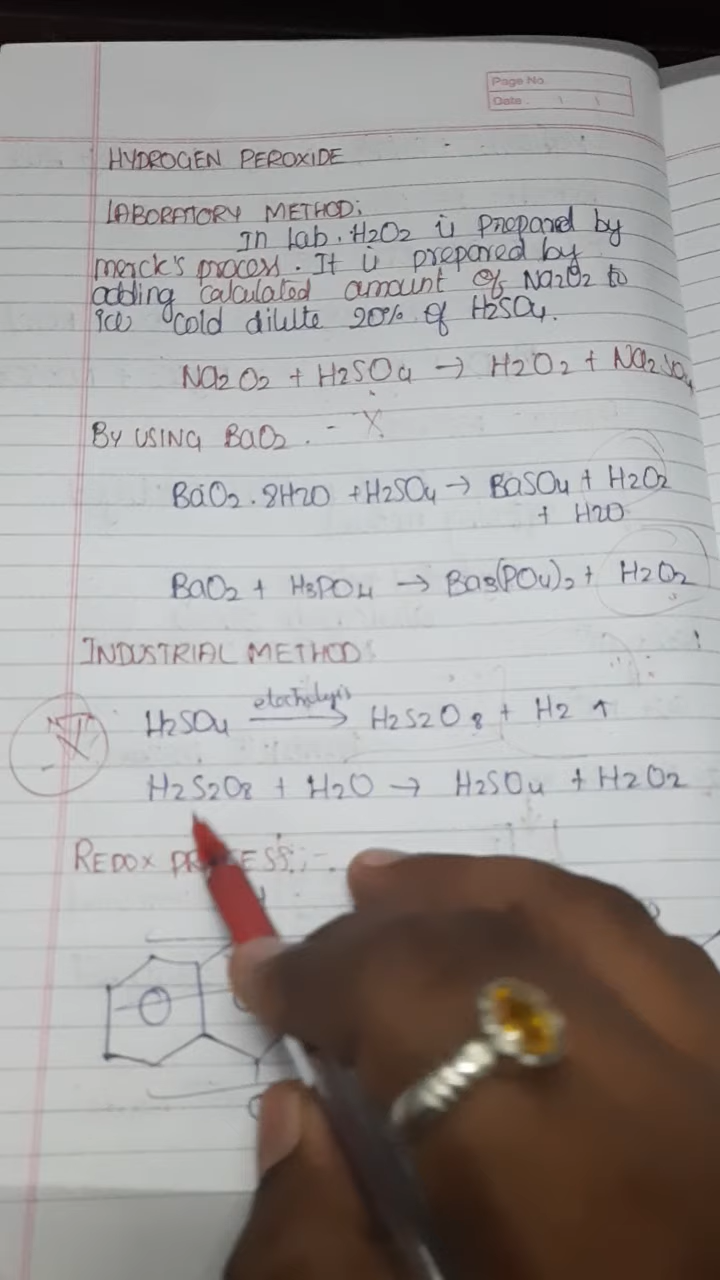 Page No.
Date.
HYDROGEN PEROXIDE
LABORATORY METHOD:
In lab. H2O2 is prepared by
merck's process. It is prepared by
adding calculated amount of Na2O2 to
ice cold dilute 20% of H2SO4.
Na2O2 + H2SO4 → H2O2 + Na2SO4
BY USING BaO2. - X
BaO2.8H2O + H2SO4 → BaSO4 + H2O2
+ H2O
BaO2 + H3PO4 → Ba3(PO4)2 + H2O2
INDUSTRIAL METHOD:
electrolysis
H2SO4 → H2S2O8 + H2 ↑
H2S2O8 + H2O → H2SO4 + H2O2
REDOX PROCESS:-